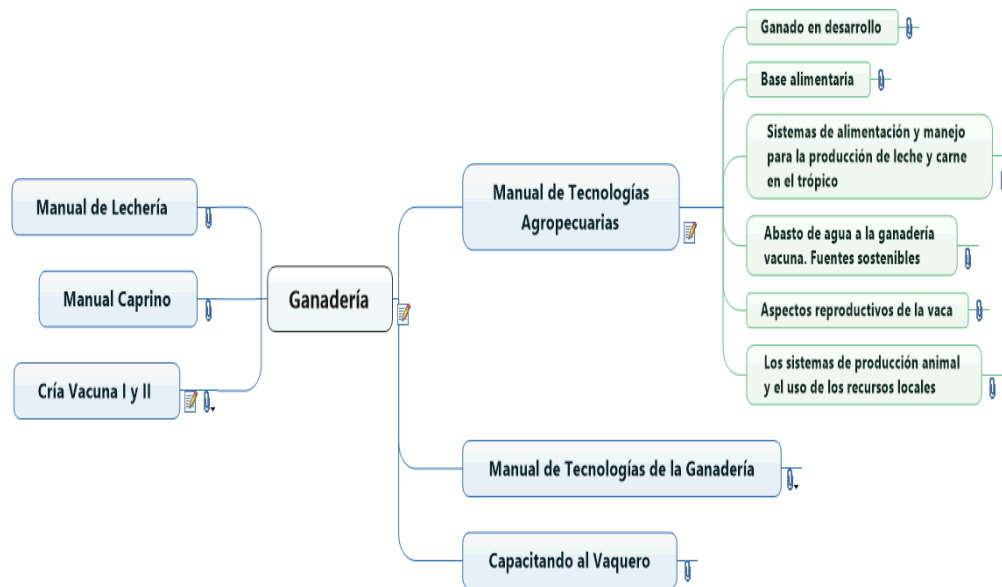 Ganado en desarrollo
Base alimentaria
Sistemas de alimentación y manejo
para la producción de leche y carne
en el trópico
Manual de Tecnologías
Agropecuarias
Manual de Lechería
Abasto de agua a la ganadería
vacuna. Fuentes sostenibles
Manual Caprino
Ganadería
Aspectos reproductivos de la vaca
Cría Vacuna I y II
Los sistemas de producción animal
y el uso de los recursos locales
Manual de Tecnologías de la Ganadería
Capacitando al Vaquero